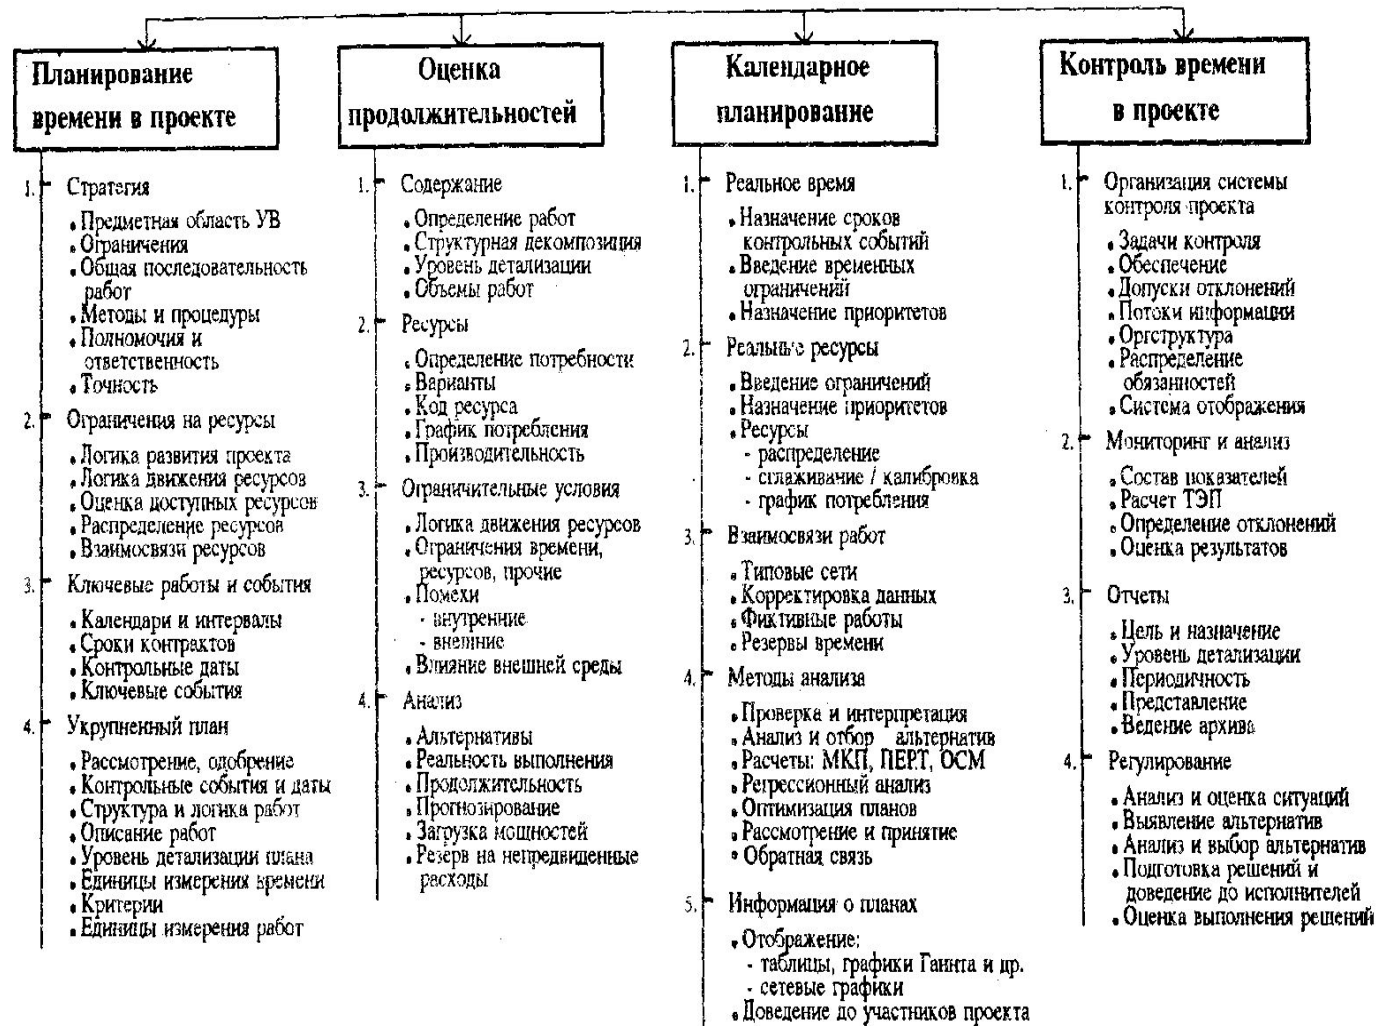 Планирование
времени в проекте
1. Стратегия
• Предметная область УВ
• Ограничения
• Общая последовательность
работ
• Методы и процедуры
• Полномочия и
ответственность
• Точность
2. Ограничения на ресурсы
• Логика развития проекта
• Логика движения ресурсов
• Оценка доступных ресурсов
• Распределение ресурсов
• Взаимосвязи ресурсов
3. Ключевые работы и события
• Календари и интервалы
• Сроки контрактов
• Контрольные даты
• Ключевые события
4. Укрупненный план
• Рассмотрение, одобрение
• Контрольные события и даты
• Структура и логика работ
• Описание работ
• Уровень детализации плана
• Единицы измерения времени
• Критерии
• Единицы измерения работ
Оценка
продолжительностей
1. Содержание
• Определение работ
• Структурная декомпозиция
• Уровень детализации
• Объемы работ
2. Ресурсы
• Определение потребности
• Варианты
• Код ресурса
• График потребления
• Производительность
3. Ограничительные условия
• Логика движения ресурсов
• Ограничения времени,
ресурсов, прочие
• Помехи
- внутренние
- внешние
• Влияние внешней среды
4. Анализ
• Альтернативы
• Реальность выполнения
• Продолжительность
• Прогнозирование
• Загрузка мощностей
• Резерв на непредвиденные
расходы
Календарное
планирование
1. Реальное время
• Назначение сроков
контрольных событий
• Введение временных
ограничений
• Назначение приоритетов
2. Реальные ресурсы
• Введение ограничений
• Назначение приоритетов
• Ресурсы
- распределение
- сглаживание / калибровка
- график потребления
3. Взаимосвязи работ
• Типовые сети
• Корректировка данных
• Фиктивные работы
• Резервы времени
4. Методы анализа
• Проверка и интерпретация
• Анализ и отбор альтернатив
• Расчеты: МКП, ПЕРТ, ОСМ
• Регрессионный анализ
• Оптимизация планов
• Рассмотрение и принятие
• Обратная связь
5. Информация о планах
• Отображение:
- таблицы, графики Ганнта и др.
- сетевые графики
• Доведение до участников проекта
Контроль времени
в проекте
1. Организация системы
контроля проекта
• Задачи контроля
• Обеспечение
• Допуски отклонений
• Потоки информации
• Оргструктура
• Распределение
обязанностей
• Система отображения
2. Мониторинг и анализ
• Состав показателей
• Расчет ТЭП
• Определение отклонений
• Оценка результатов
3. Отчеты
• Цель и назначение
• Уровень детализации
• Периодичность
• Представление
• Ведение архива
4. Регулирование
• Анализ и оценка ситуаций
• Выявление альтернатив
• Анализ и выбор альтернатив
• Подготовка решений и
доведение до исполнителей
• Оценка выполнения решений